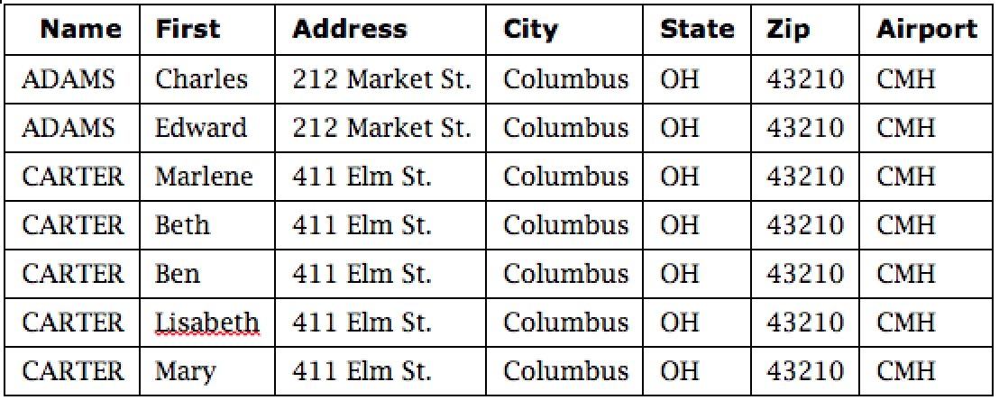 Name First Address City State Zip Airport
ADAMS Charles 212 Market St. Columbus OH 43210 CMH
ADAMS Edward 212 Market St. Columbus OH 43210 CMH
CARTER Marlene 411 Elm St. Columbus OH 43210 CMH
CARTER Beth 411 Elm St. Columbus OH 43210 CMH
CARTER Ben 411 Elm St. Columbus OH 43210 CMH
CARTER Lisabeth 411 Elm St. Columbus OH 43210 CMH
CARTER Mary 411 Elm St. Columbus OH 43210 CMH